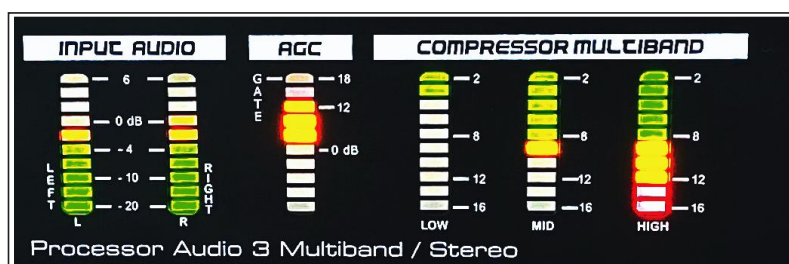 INPUT AUDIO AGC COMPRESSOR MULTIBAND
6 GATE 18 2 2 2
12
0 dB 8 8 8
- 4 0 dB
LEFT - 10 RIGHT 12 12 12
- 20 16 16 16
L R LOW MID HIGH
Processor Audio 3 Multiband / Stereo